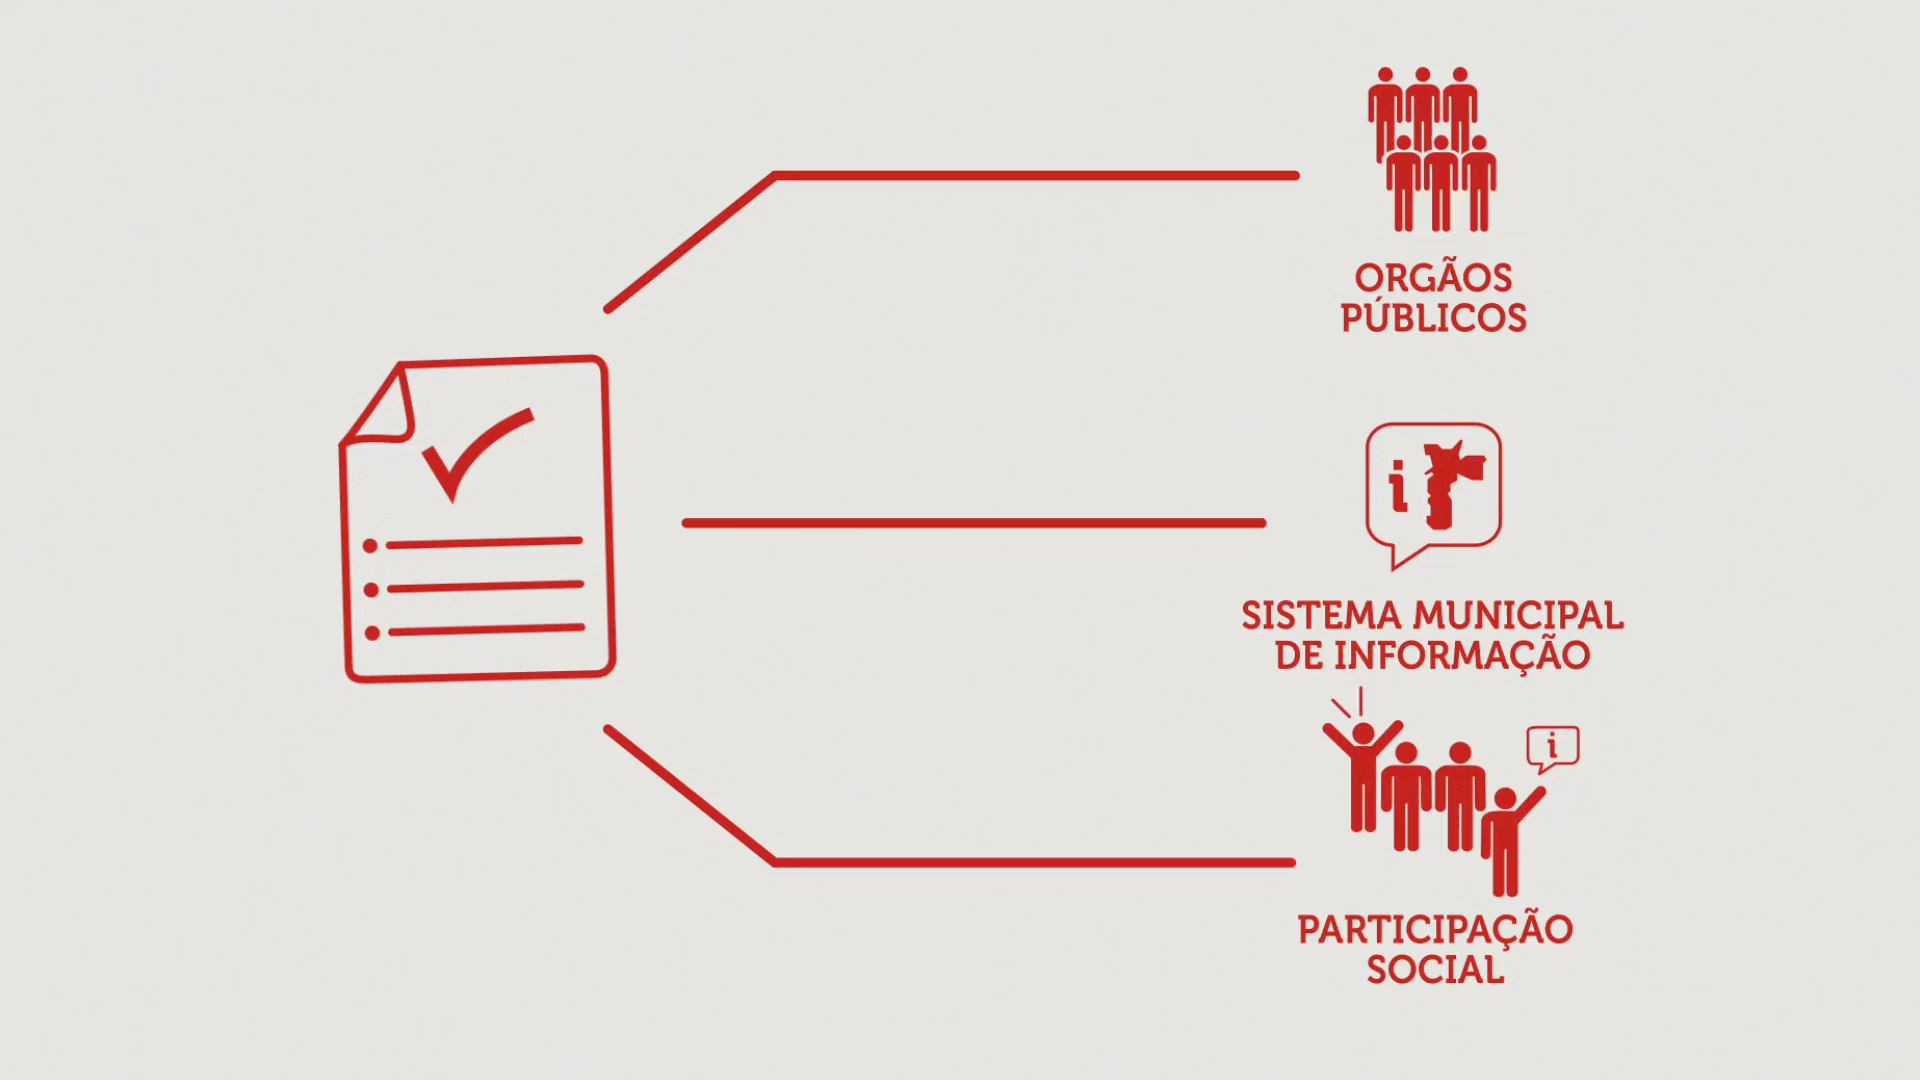 ORGÃOS
PÚBLICOS
i
SISTEMA MUNICIPAL
DE INFORMAÇÃO
i
PARTICIPAÇÃO
SOCIAL